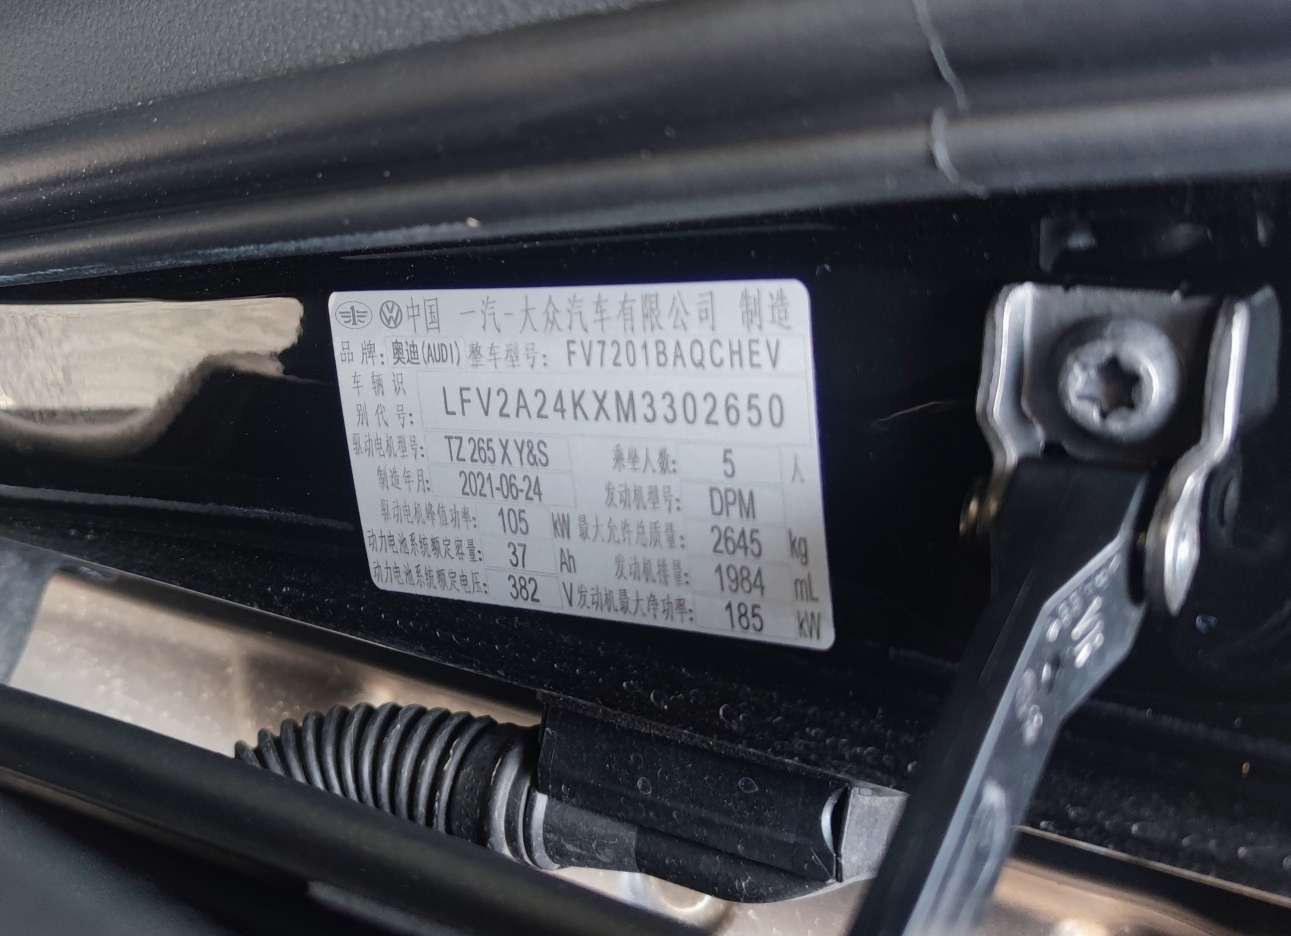 中国 一汽-大众汽车有限公司 制造
品牌: 奥迪(AUDI) 整车型号: FV7201BAQCHEV
车辆识别代号: LFV2A24KXM3302650
驱动电机型号: TZ265XY&S 乘坐人数: 5 人
制造年月: 2021-06-24 发动机型号: DPM
驱动电机峰值功率: 105 kW 最大允许总质量: 2645 kg
动力电池系统额定容量: 37 Ah 发动机排量: 1984 mL
动力电池系统额定电压: 382 V 发动机最大净功率: 185 kW